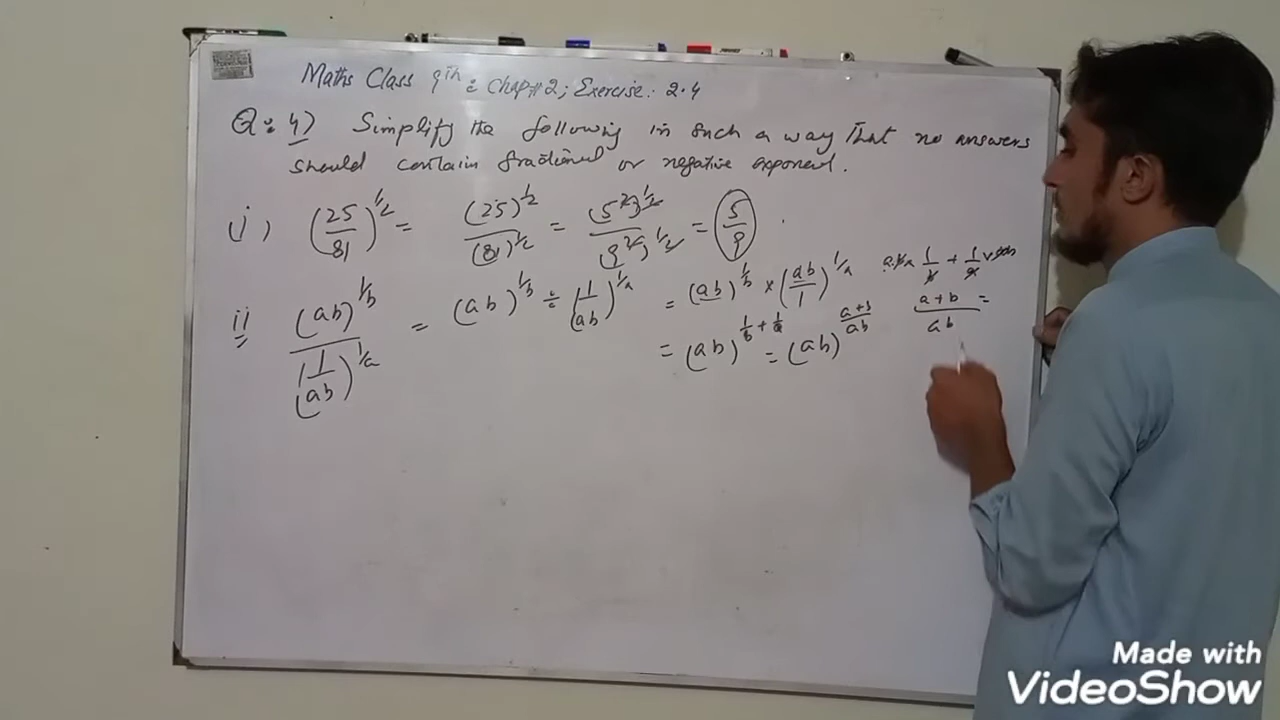 Maths Class 9th : Chap# 2; Exercise: 2.4
Q:4) Simplify the following in such a way that no answers
should contain fractional or negative exponent.
(i) (25/81)^1/2 = (25)^1/2 / (81)^1/2 = (5^2)^1/2 / (9^2)^1/2 = 5/9
ii (ab)^1/b / (1/ab)^1/a = (ab)^1/b ÷ (1/ab)^1/a = (ab)^1/b × (ab/1)^1/a
= (ab)^1/b + 1/a = (ab)^a+b/ab
1/b + 1/a
a+b/ab =
Made with
VideoShow